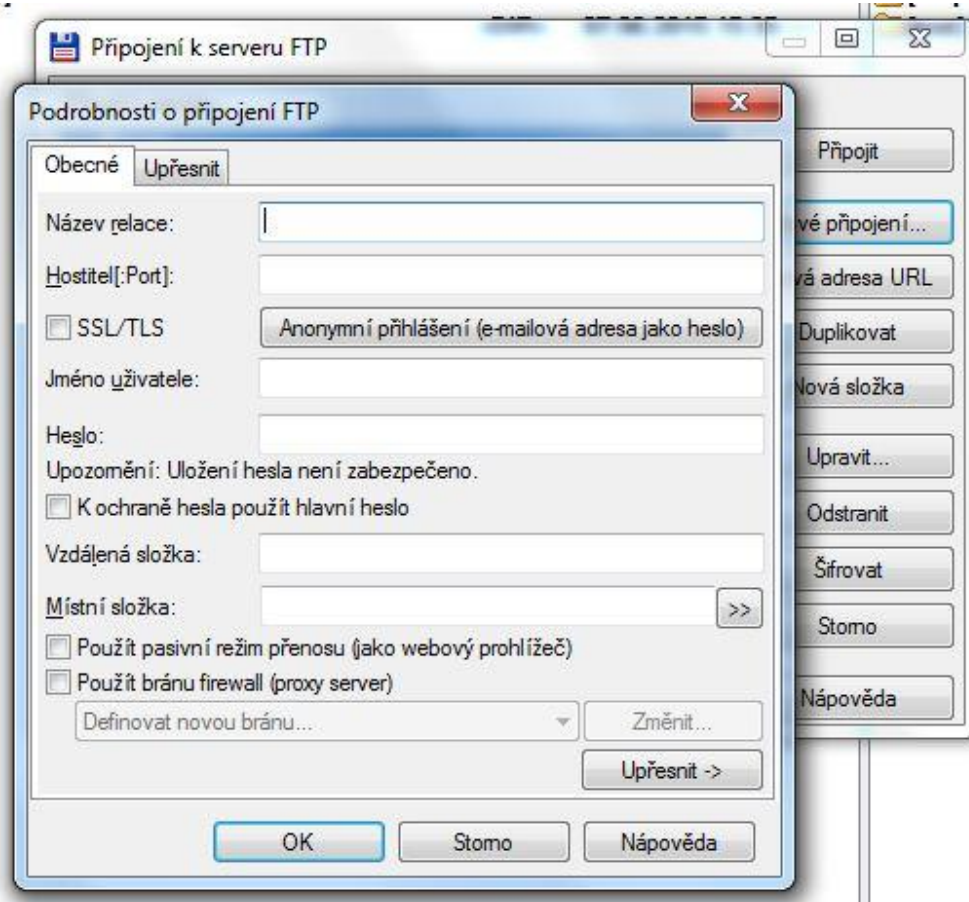 Připojení k serveru FTP
Podrobnosti o připojení FTP
Obecné
Upřesnit
Název relace:
Hostitel[:Port]:
SSL/TLS
Anonymní přihlášení (e-mailová adresa jako heslo)
Jméno uživatele:
Heslo:
Upozornění: Uložení hesla není zabezpečeno.
K ochraně hesla použít hlavní heslo
Vzdálená složka:
Místní složka:
>>
Použít pasivní režim přenosu (jako webový prohlížeč)
Použít bránu firewall (proxy server)
Definovat novou bránu...
Změnit...
Upřesnit ->
OK
Storno
Nápověda
Připojit
vé připojení...
vá adresa URL
Duplikovat
Nová složka
Upravit...
Odstranit
Šifrovat
Storno
Nápověda